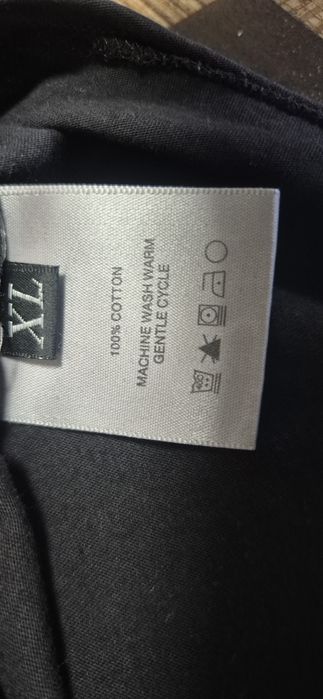 XL
100% COTTON
MACHINE WASH WARM
GENTLE CYCLE